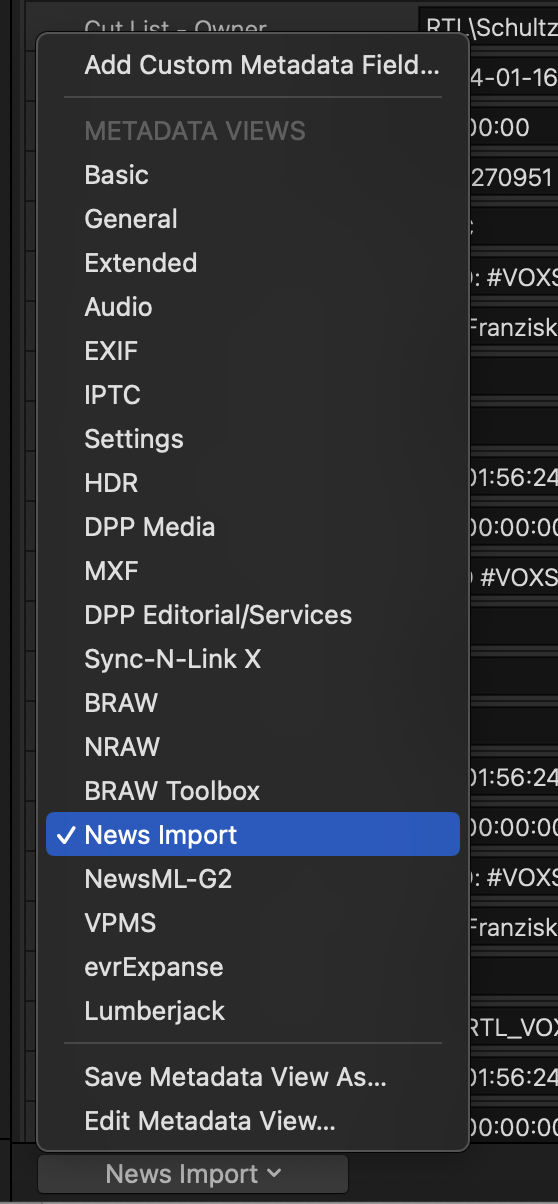 Cut List - Owner
RTL\Schultz
Add Custom Metadata Field...
4-01-16
METADATA VIEWS
00:00
Basic
270951
General
Extended
: #VOXS
Audio
Franzisk
EXIF
IPTC
Settings
HDR
01:56:24
DPP Media
00:00:00
MXF
#VOXS
DPP Editorial/Services
Sync-N-Link X
BRAW
NRAW
01:56:24
BRAW Toolbox
✓ News Import
00:00:00
NewsML-G2
: #VOXS
VPMS
Franzisk
evrExpanse
Lumberjack
RTL_VOX
Save Metadata View As...
01:56:24
Edit Metadata View...
00:00:00
News Import